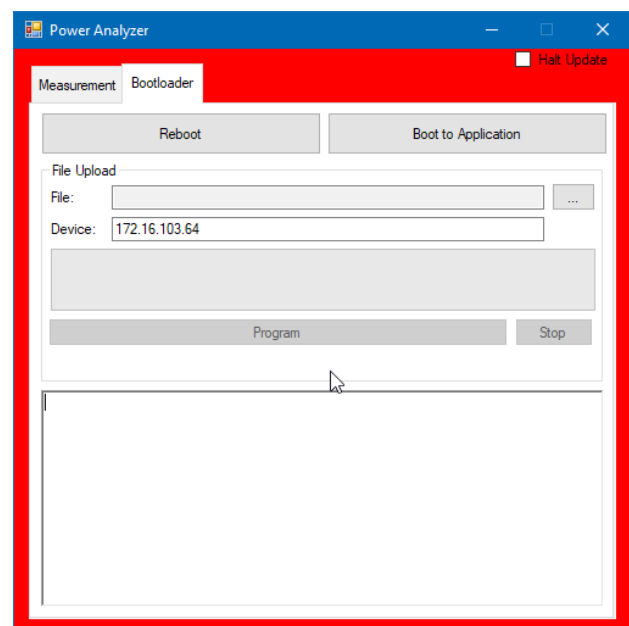 Power Analyzer
Halt Update
Measurement Bootloader
Reboot Boot to Application
File Upload
File: ...
Device: 172.16.103.64
Program Stop